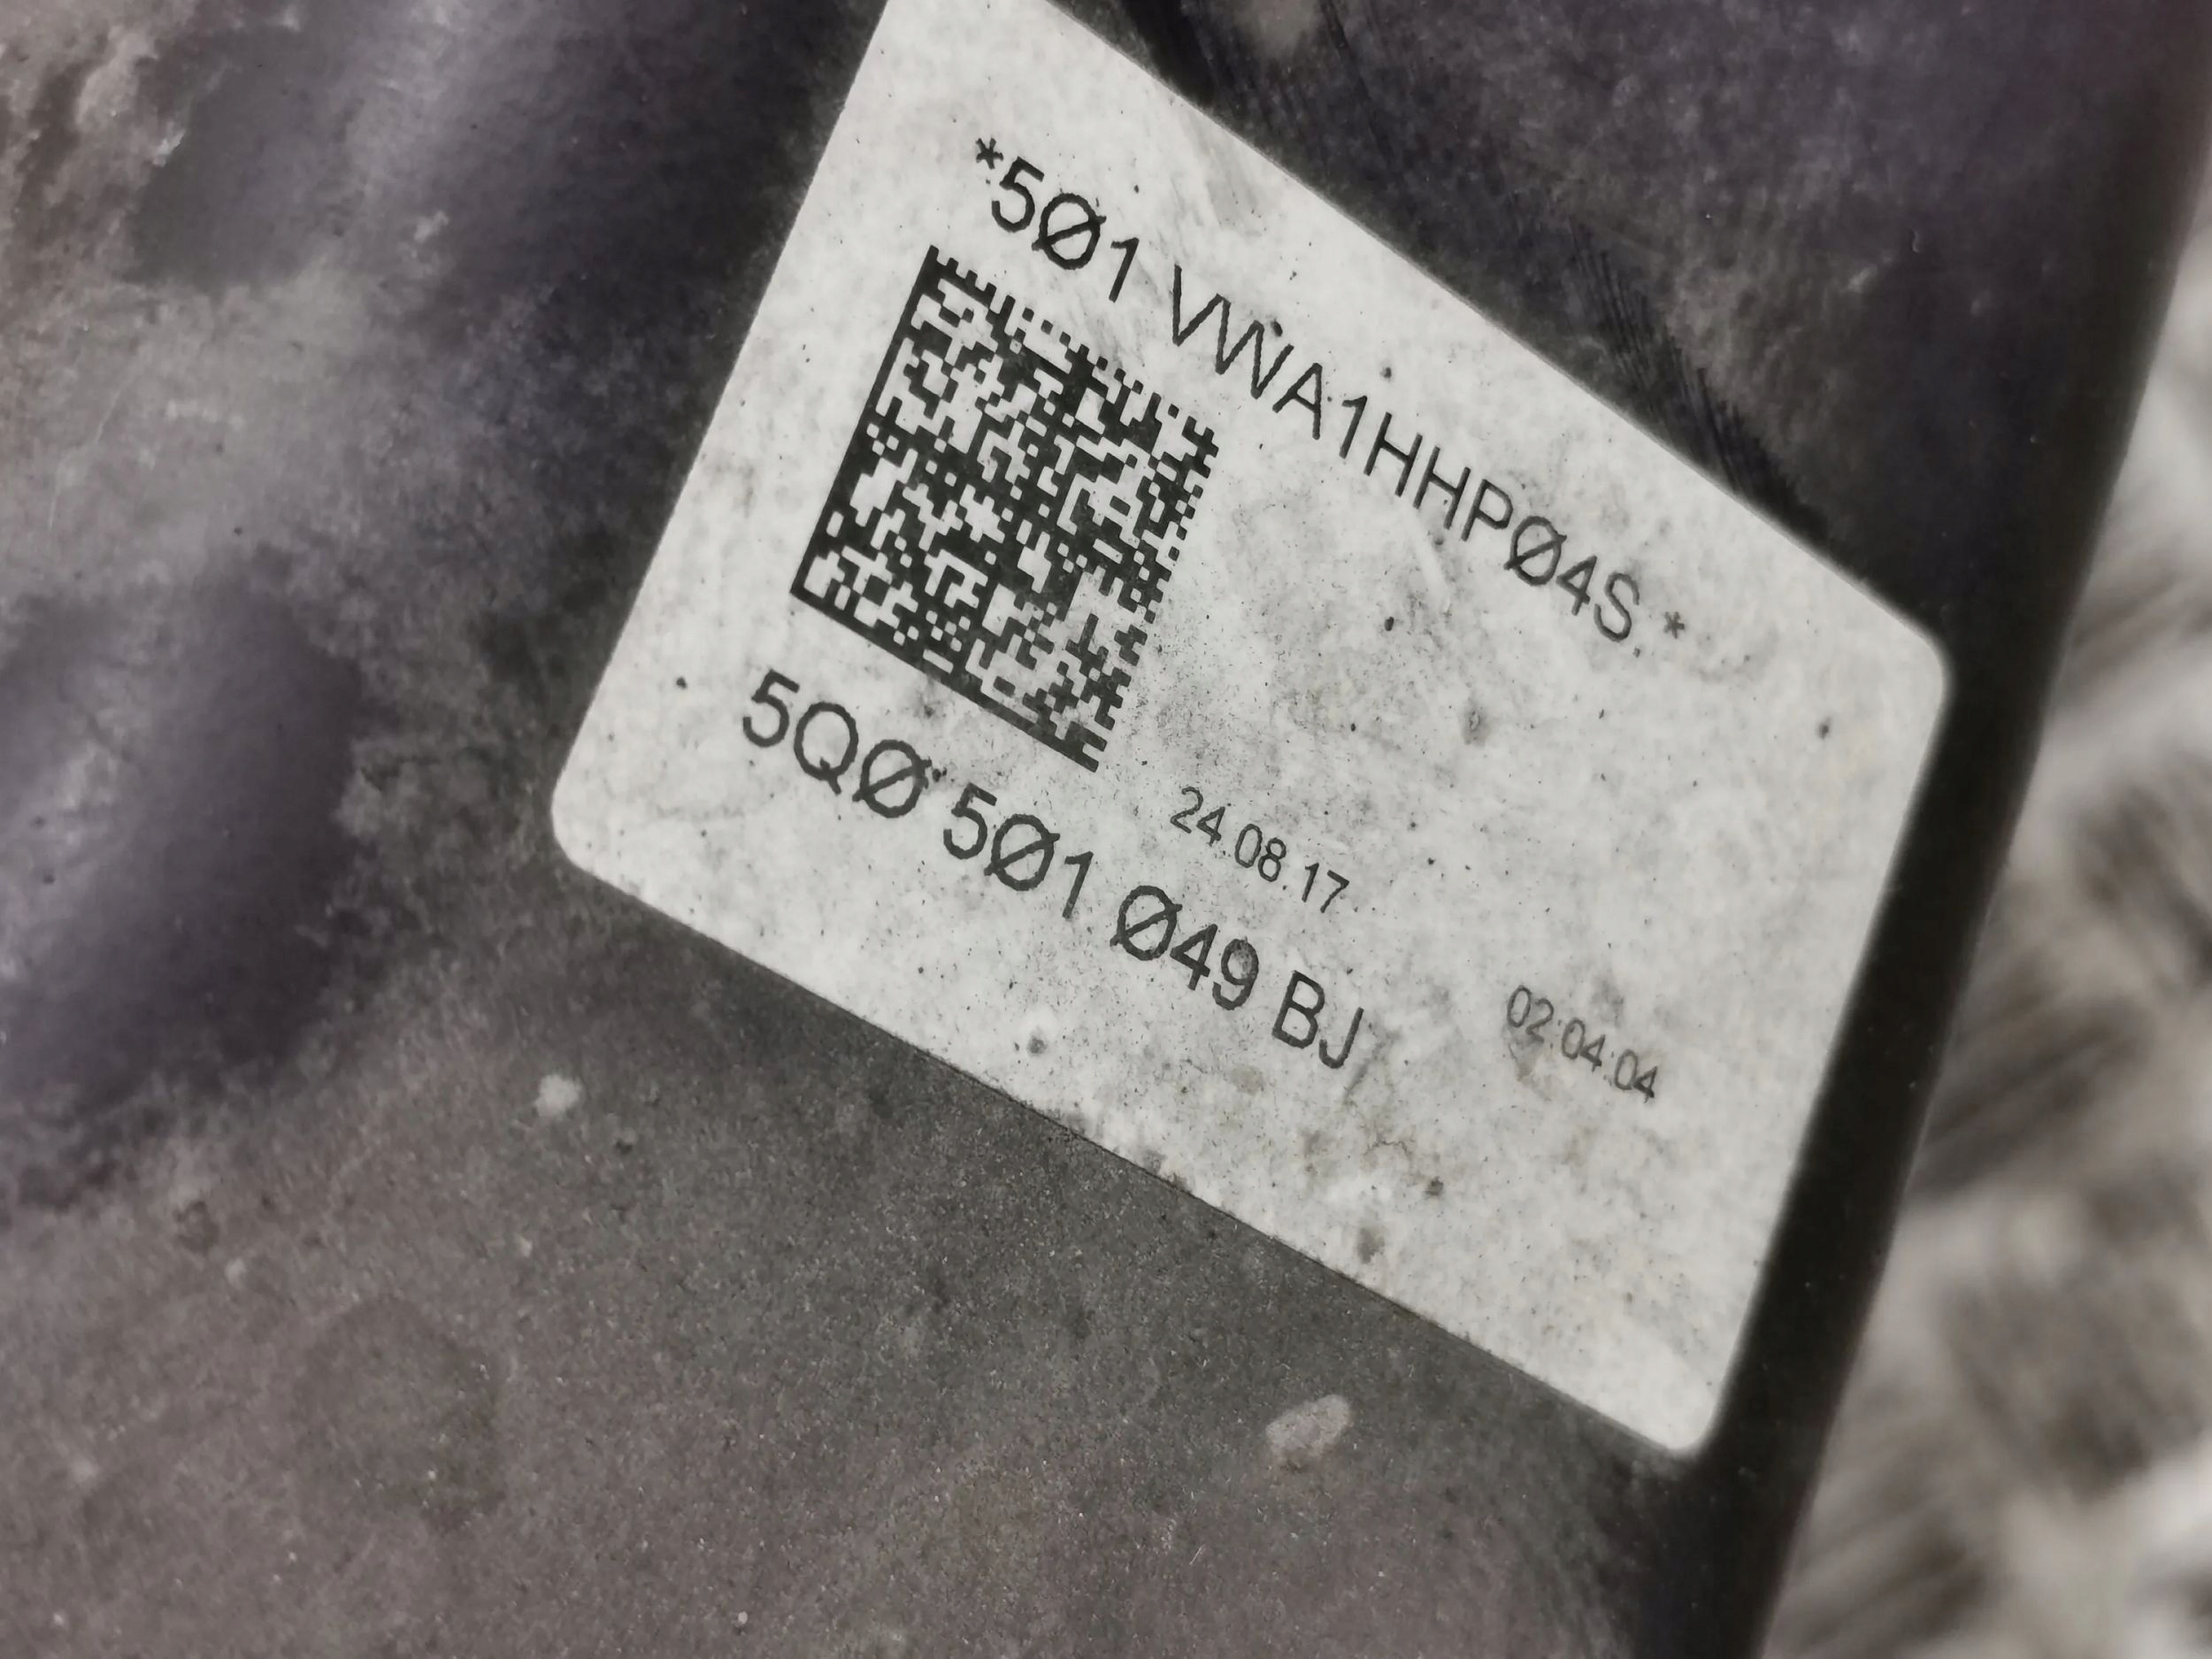 *5Ø1 VWA1HHPØ4S.*
24.08.17
5QØ 5Ø1 Ø49 BJ
02:04:04